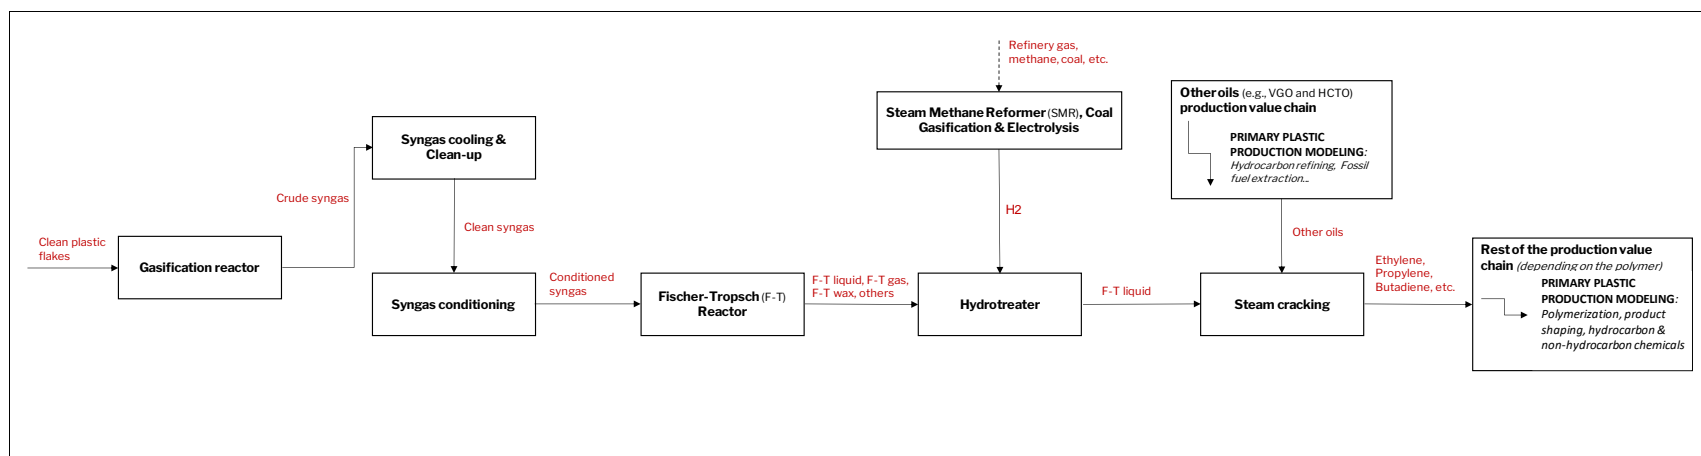 Refinery gas,
methane, coal, etc.
Steam Methane Reformer (SMR), Coal
Gasification & Electrolysis
Other oils (e.g., VGO and HCTO)
production value chain
PRIMARY PLASTIC
PRODUCTION MODELING:
Hydrocarbon refining, Fossil
fuel extraction...
Syngas cooling &
Clean-up
Crude syngas
Clean syngas
H2
Other oils
Clean plastic
flakes
Gasification reactor
Syngas conditioning
Conditioned
syngas
Fischer-Tropsch (F-T)
Reactor
F-T liquid, F-T gas,
F-T wax, others
Hydrotreater
F-T liquid
Steam cracking
Ethylene,
Propylene,
Butadiene, etc.
Rest of the production value
chain (depending on the polymer)
PRIMARY PLASTIC
PRODUCTION MODELING:
Polymerization, product
shaping, hydrocarbon &
non-hydrocarbon chemicals